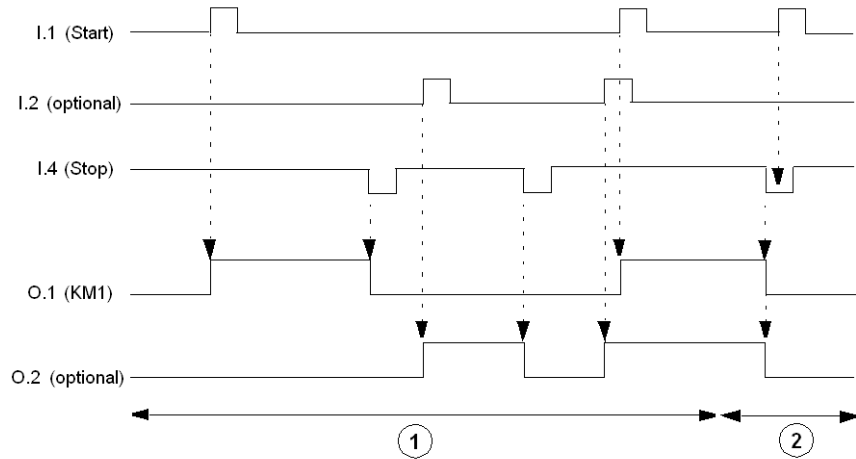 I.1 (Start)
I.2 (optional)
I.4 (Stop)
O.1 (KM1)
O.2 (optional)
1
2